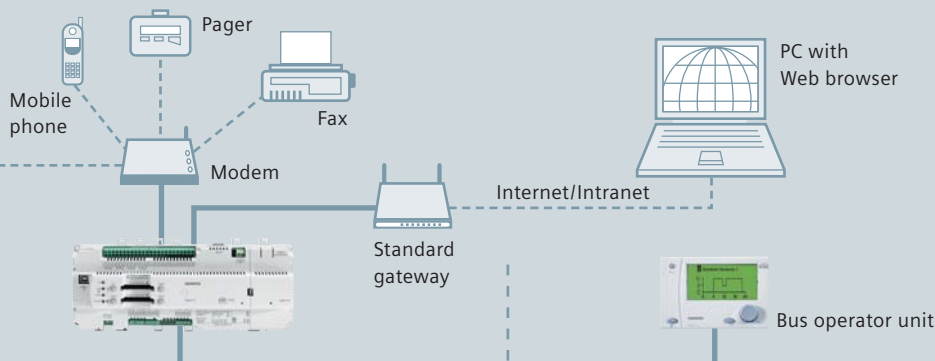 Pager
Mobile
phone
Fax
Modem
PC with
Web browser
Internet/Intranet
Standard
gateway
Bus operator unit